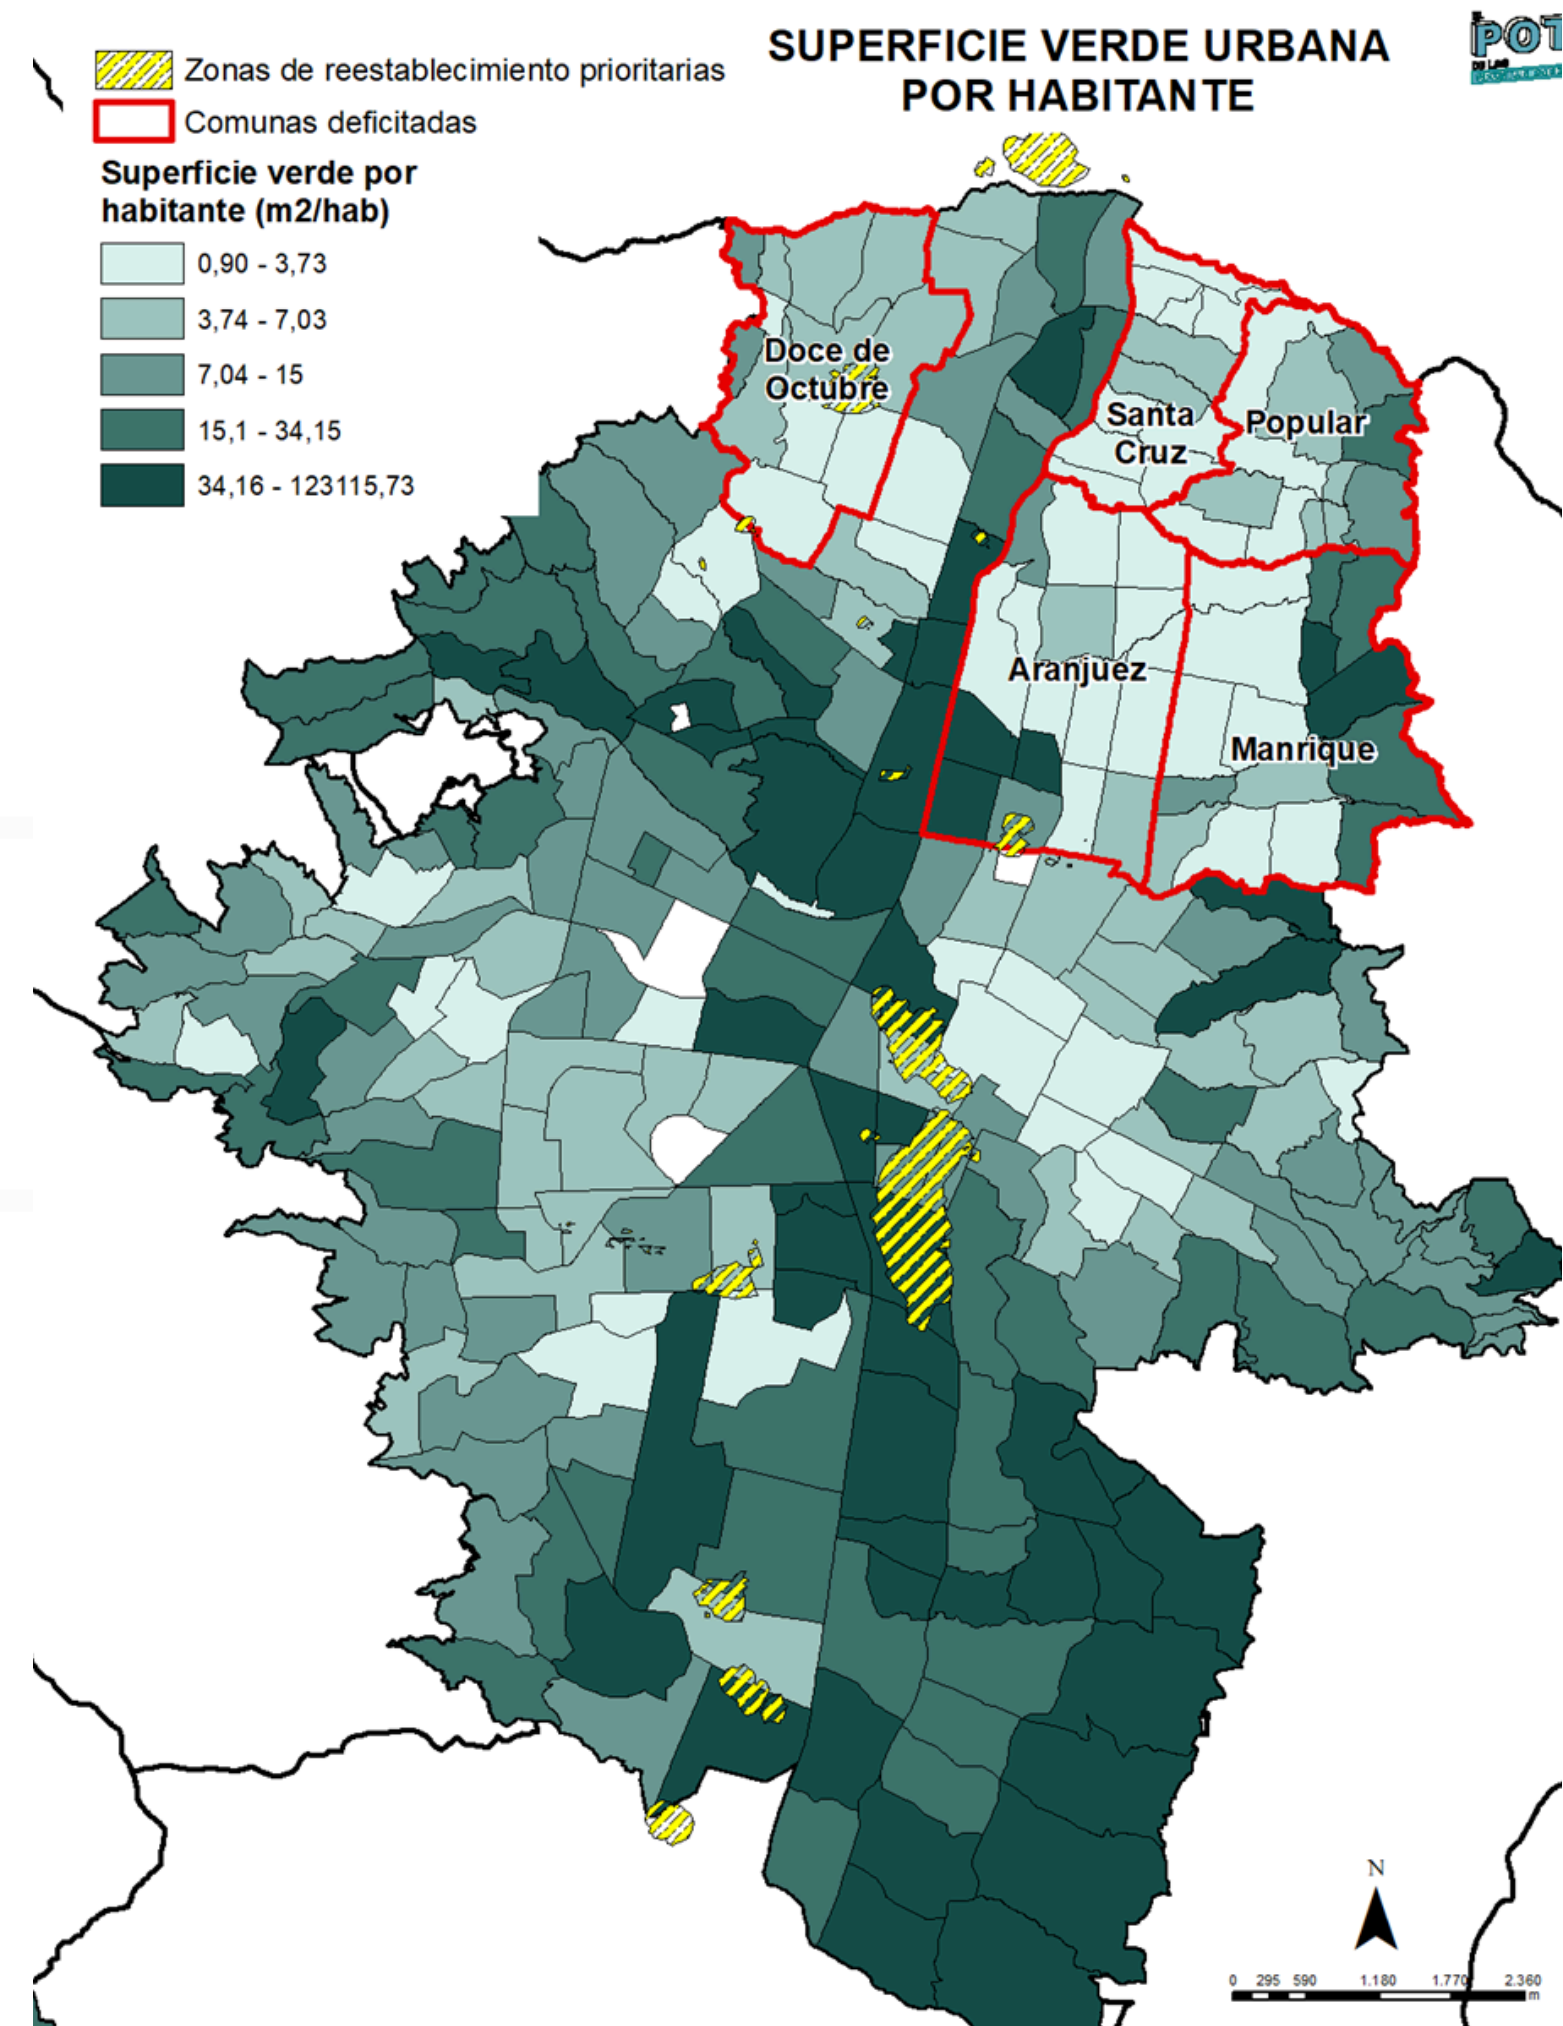 SUPERFICIE VERDE URBANA
POR HABITANTE
POT
Zonas de reestablecimiento prioritarias
Comunas deficitadas
Superficie verde por
habitante (m2/hab)
0,90 - 3,73
3,74 - 7,03
7,04 - 15
15,1 - 34,15
34,16 - 123115,73
Doce de
Octubre
Santa
Cruz
Popular
Aranjuez
Manrique
N
0 295 590 1.180 1.770 2.360
m